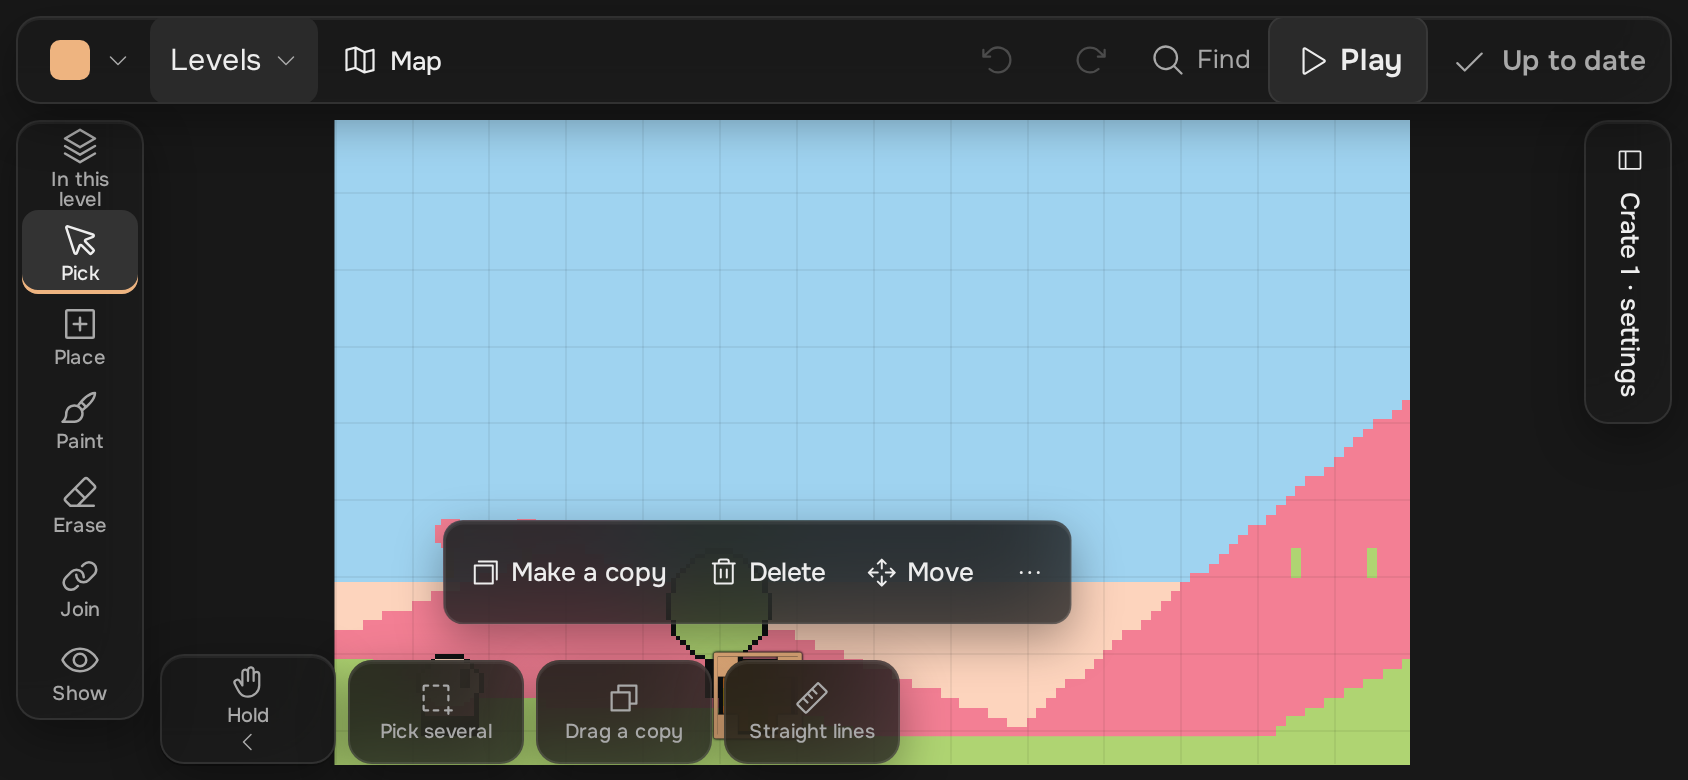 Levels
Map
Find
Play
Up to date
In this
level
Pick
Place
Paint
Erase
Join
Show
Crate 1 · settings
Make a copy
Delete
Move
Hold
Pick several
Drag a copy
Straight lines